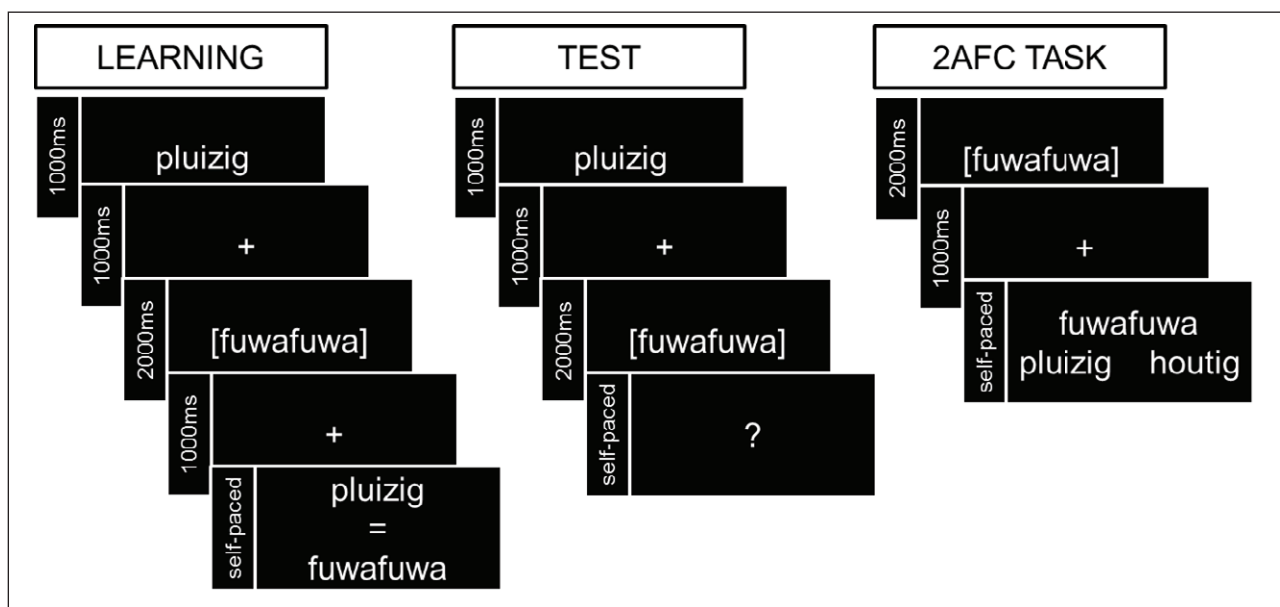 LEARNING
1000ms
pluizig
1000ms
+
2000ms
[fuwafuwa]
1000ms
+
self-paced
pluizig
=
fuwafuwa
TEST
1000ms
pluizig
1000ms
+
2000ms
[fuwafuwa]
self-paced
?
2AFC TASK
2000ms
[fuwafuwa]
1000ms
+
self-paced
fuwafuwa
pluizig houtig